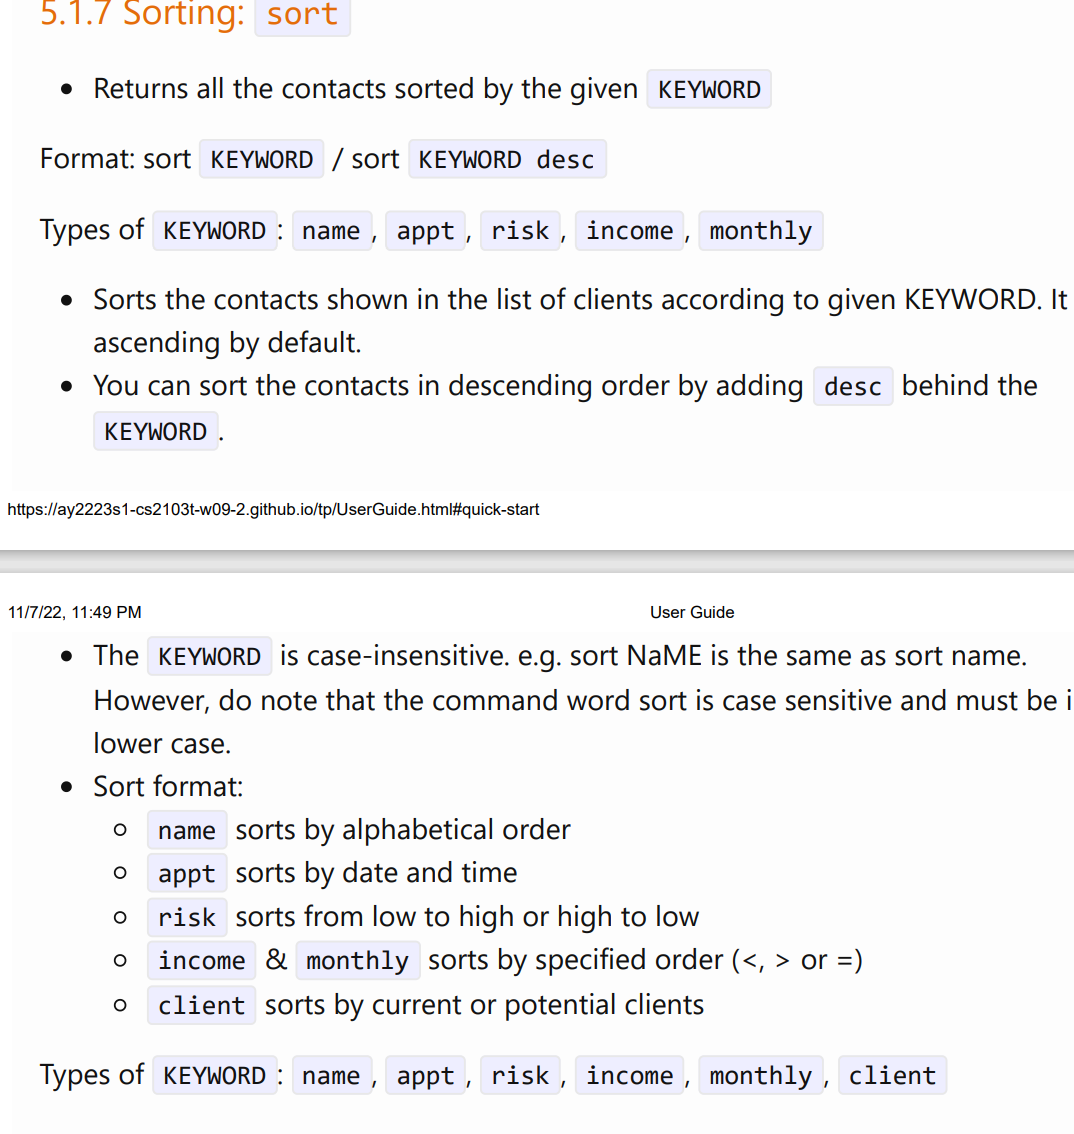 5.1.7 Sorting: sort
• Returns all the contacts sorted by the given KEYWORD
Format: sort KEYWORD / sort KEYWORD desc
Types of KEYWORD : name , appt , risk , income , monthly
• Sorts the contacts shown in the list of clients according to given KEYWORD. It
ascending by default.
• You can sort the contacts in descending order by adding desc behind the
KEYWORD .
https://ay2223s1-cs2103t-w09-2.github.io/tp/UserGuide.html#quick-start
11/7/22, 11:49 PM User Guide
• The KEYWORD is case-insensitive. e.g. sort NaME is the same as sort name.
However, do note that the command word sort is case sensitive and must be i
lower case.
• Sort format:
○ name sorts by alphabetical order
○ appt sorts by date and time
○ risk sorts from low to high or high to low
○ income & monthly sorts by specified order (<, > or =)
○ client sorts by current or potential clients
Types of KEYWORD : name , appt , risk , income , monthly , client